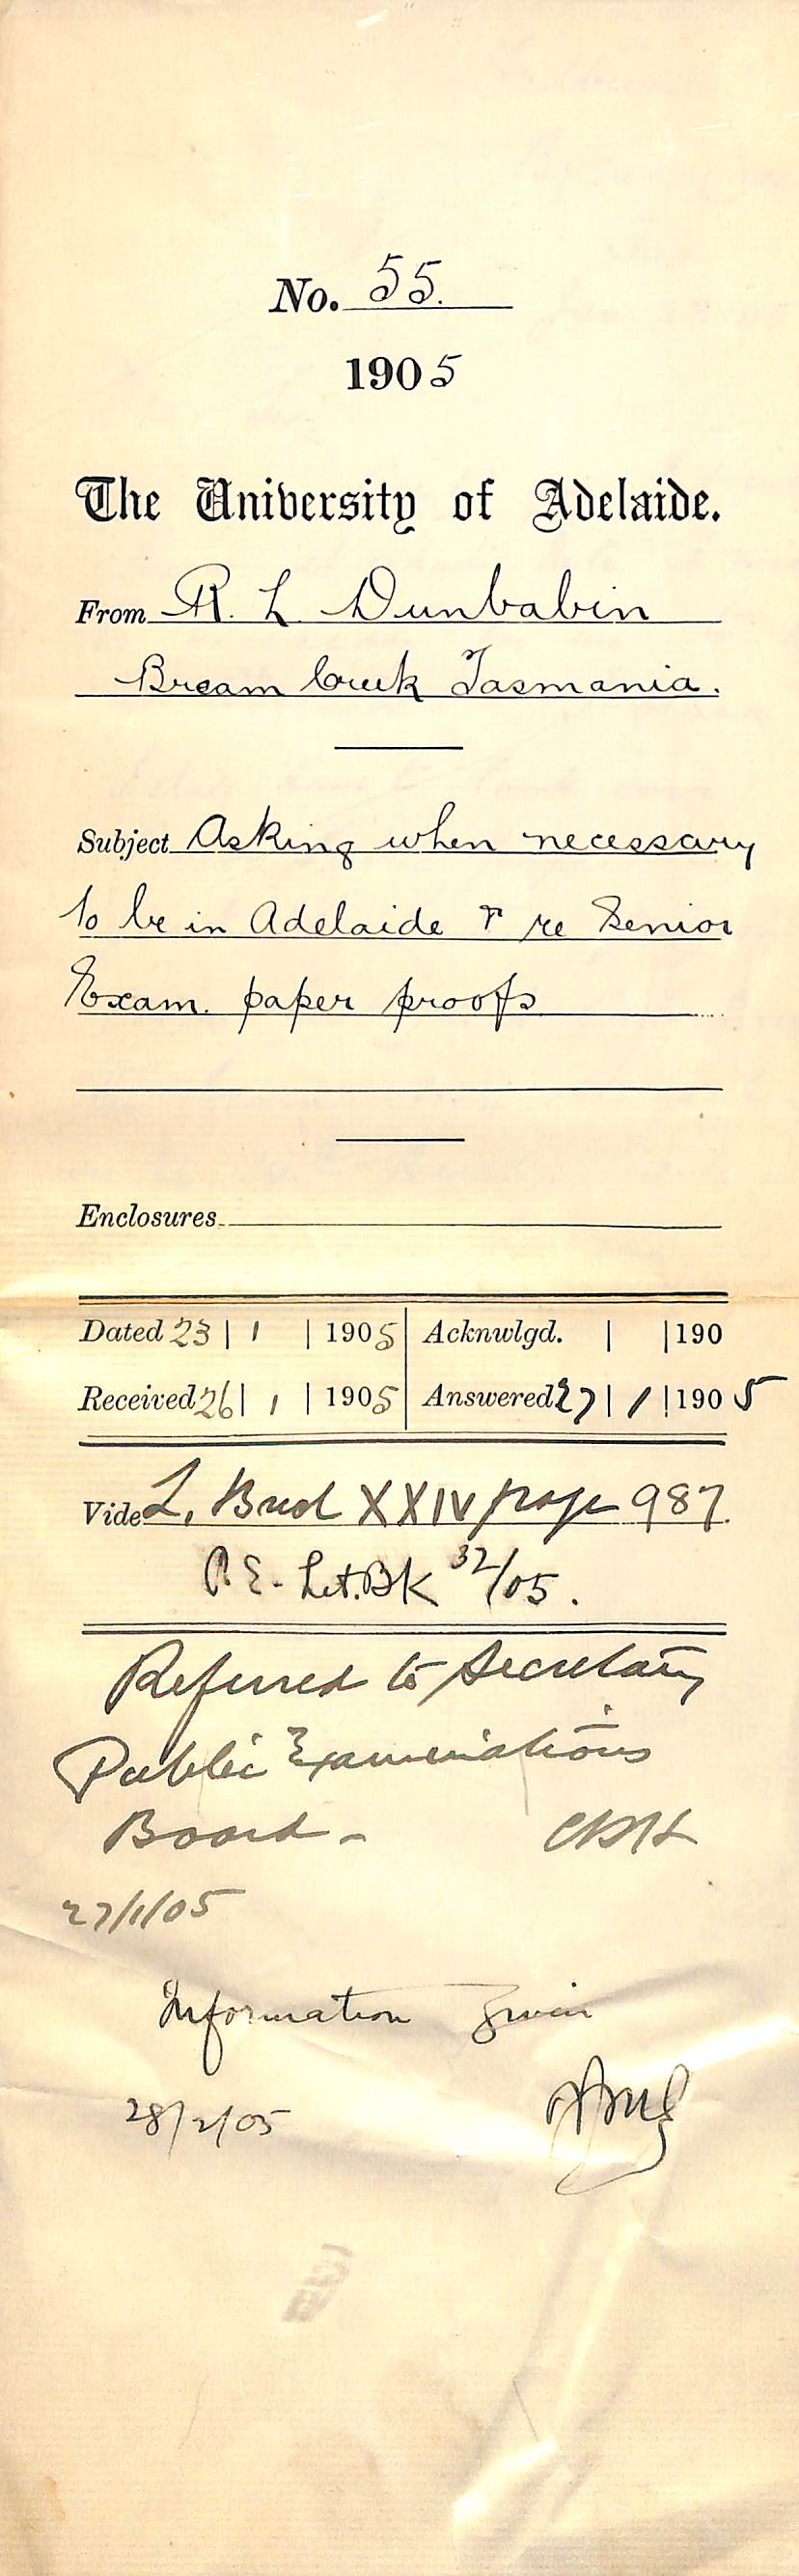 No. 55.
1905
The University of Adelaide.
From R. L. Dunbabin
Bream Creek Tasmania.
Subject Asking when necessary
to be in Adelaide & re Senior
Exam. paper proofs
Enclosures
Dated 23 | 1 | 1905 Acknwlgd. | | 190
Received 26 | 1 | 1905 Answered 27 | 1 | 1905
Vide L. XXIV page 987.
P.E. Let. Bk 32/05.
Referred to Secretary
Public Examinations
Board -
27/1/05
Information given
28/2/05